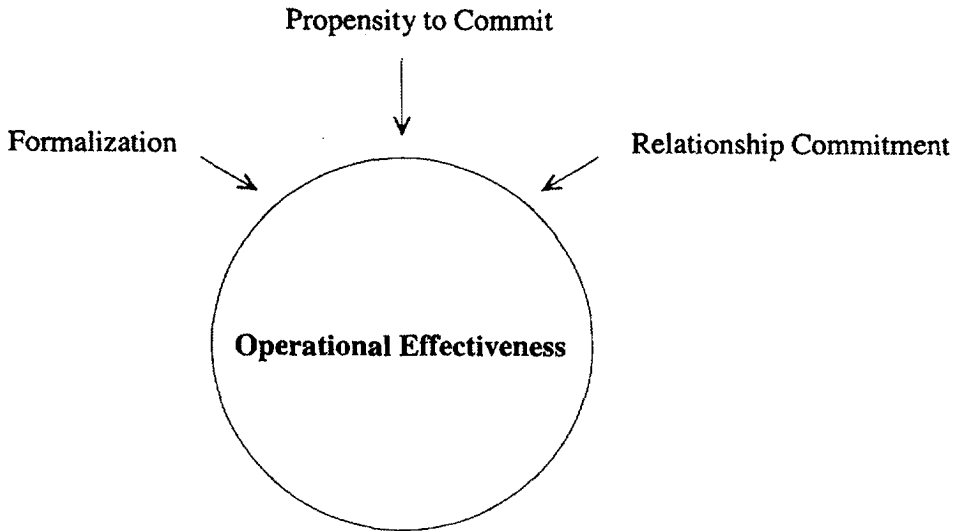 Propensity to Commit
Formalization
Relationship Commitment
Operational Effectiveness